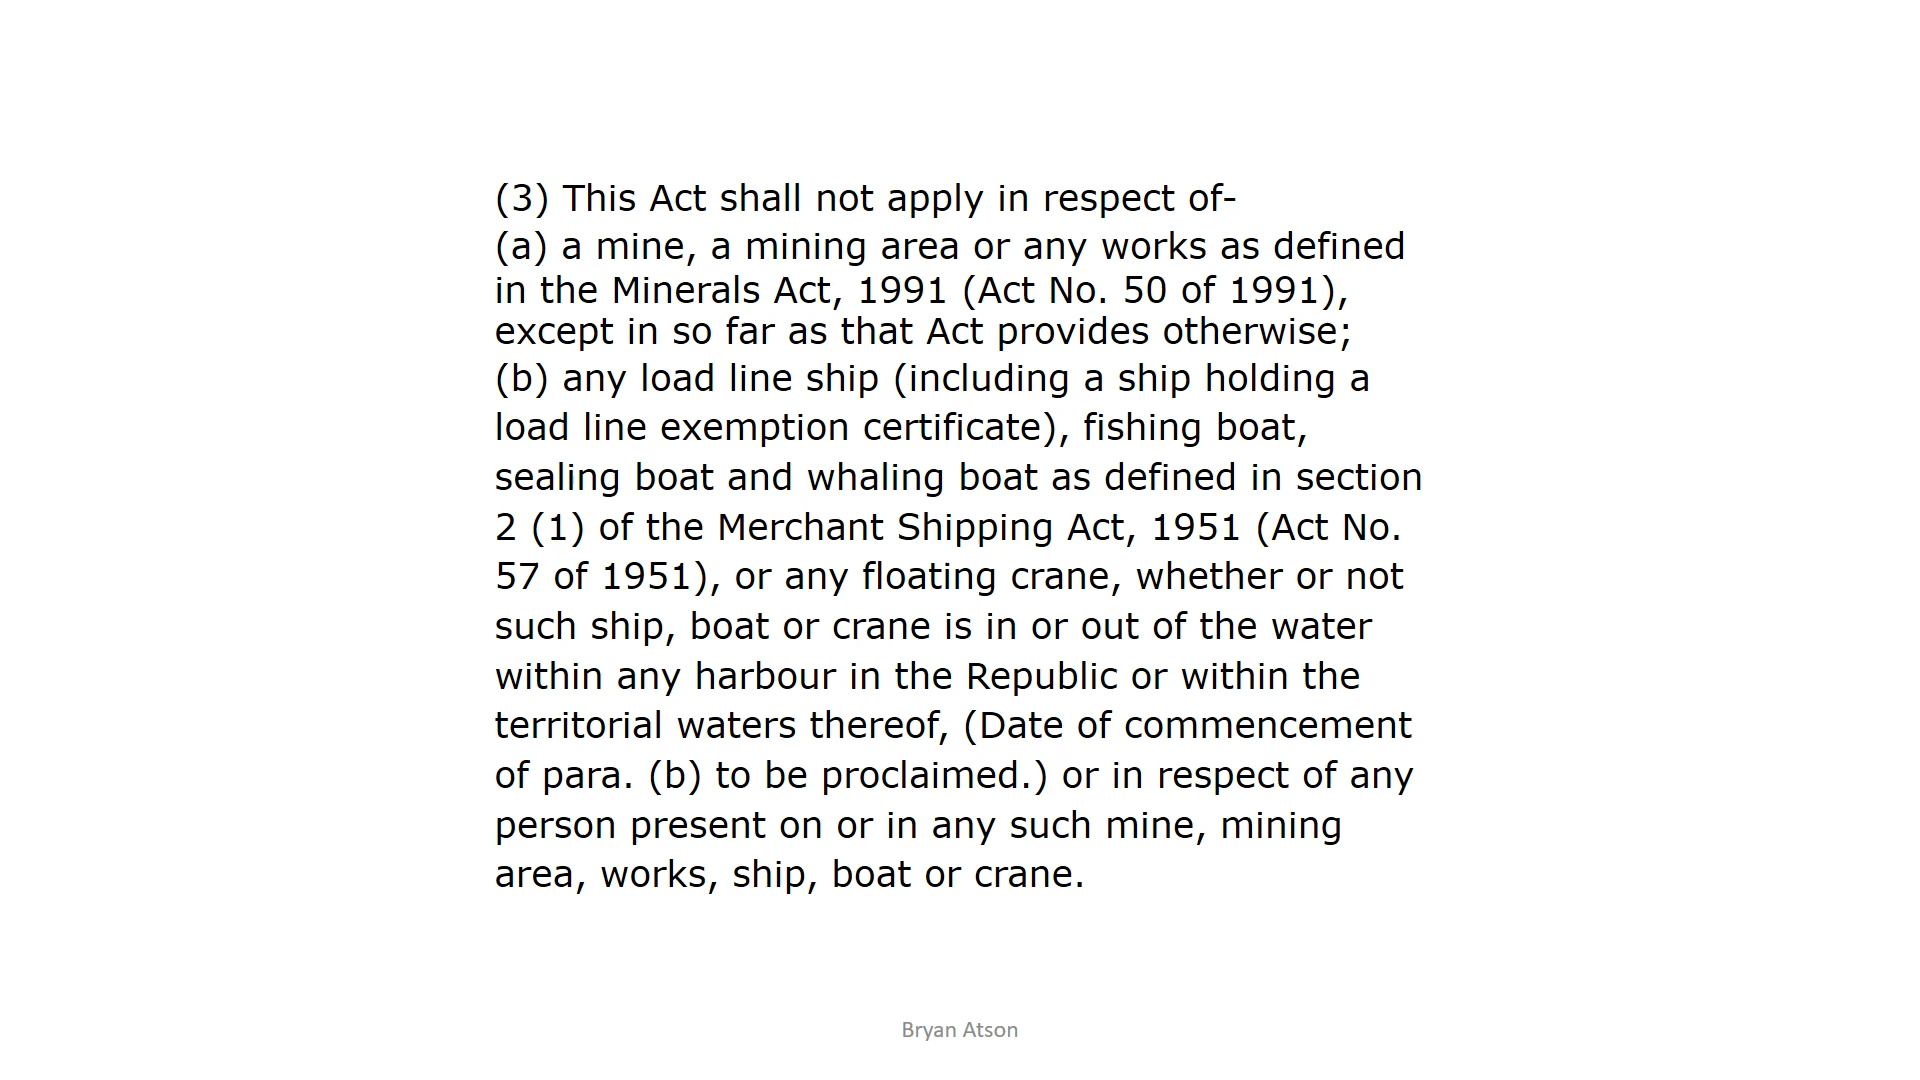 (3) This Act shall not apply in respect of-
(a) a mine, a mining area or any works as defined
in the Minerals Act, 1991 (Act No. 50 of 1991),
except in so far as that Act provides otherwise;
(b) any load line ship (including a ship holding a
load line exemption certificate), fishing boat,
sealing boat and whaling boat as defined in section
2 (1) of the Merchant Shipping Act, 1951 (Act No.
57 of 1951), or any floating crane, whether or not
such ship, boat or crane is in or out of the water
within any harbour in the Republic or within the
territorial waters thereof, (Date of commencement
of para. (b) to be proclaimed.) or in respect of any
person present on or in any such mine, mining
area, works, ship, boat or crane.
Bryan Atson